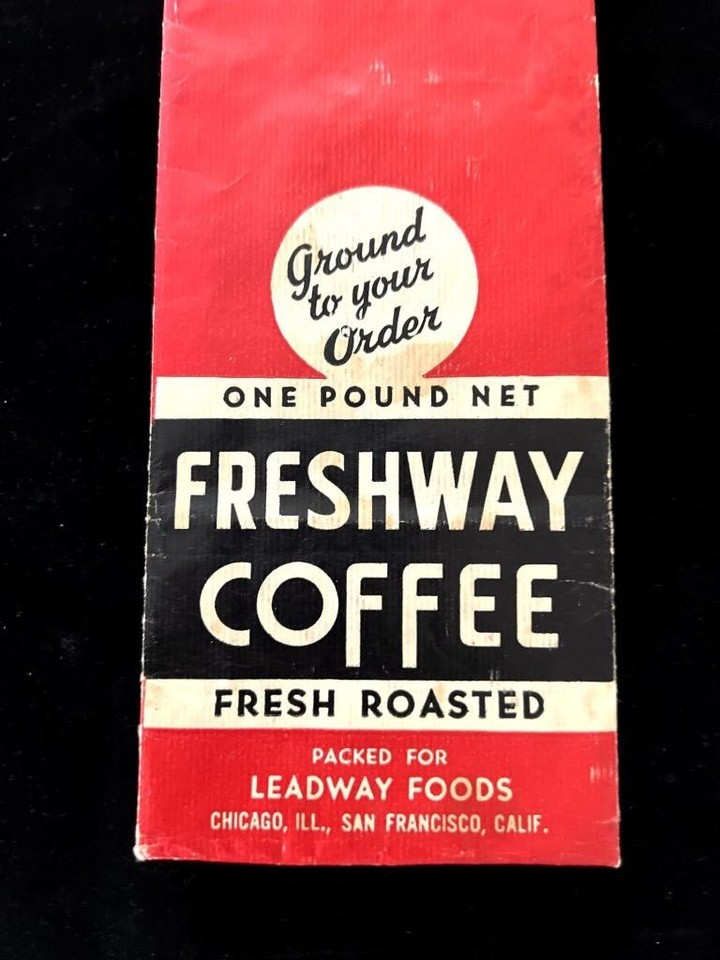 Ground
to your
Order
ONE POUND NET
FRESHWAY
COFFEE
FRESH ROASTED
PACKED FOR
LEADWAY FOODS
CHICAGO, ILL., SAN FRANCISCO, CALIF.